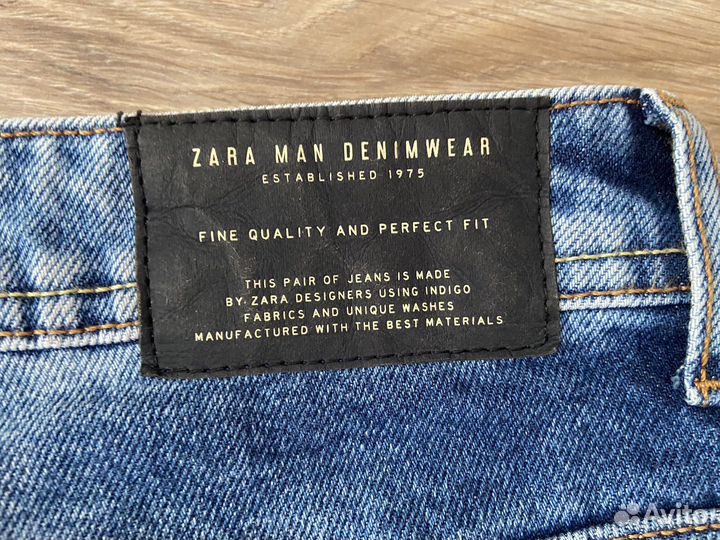 ZARA MAN DENIMWEAR
ESTABLISHED 1975
FINE QUALITY AND PERFECT FIT
THIS PAIR OF JEANS IS MADE
BY ZARA DESIGNERS USING INDIGO
FABRICS AND UNIQUE WASHES
MANUFACTURED WITH THE BEST MATERIALS
Avito